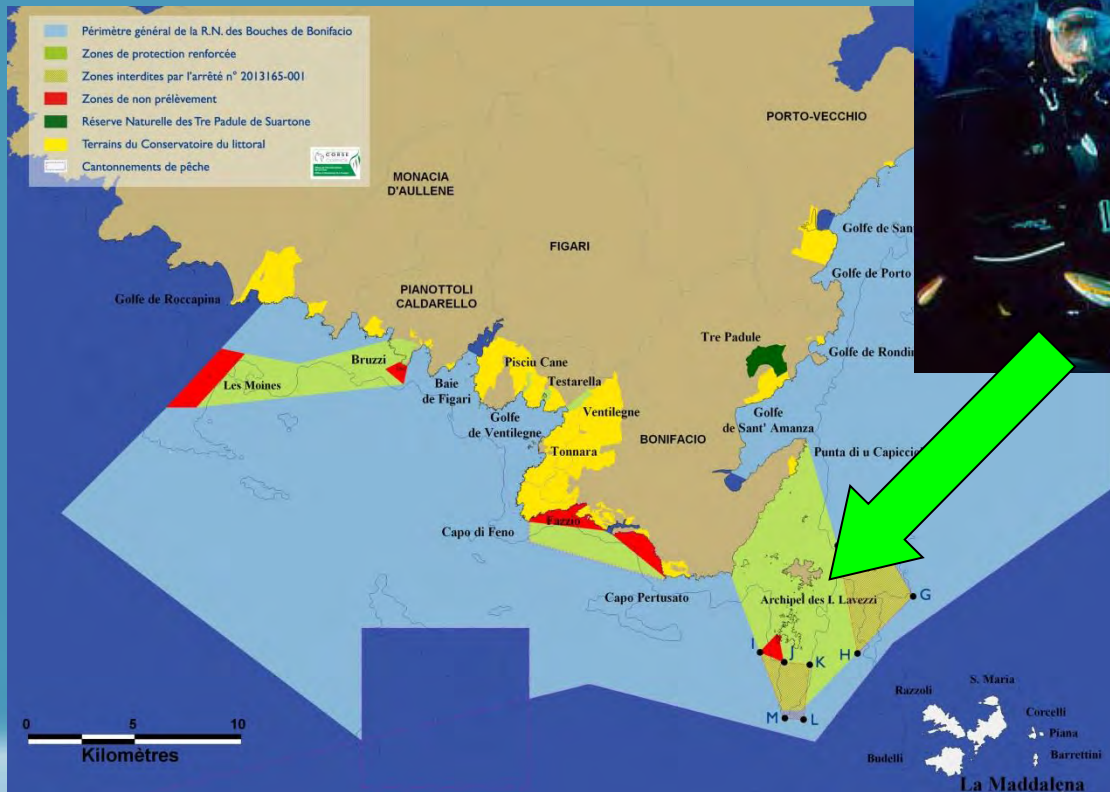 Périmètre général de la R.N. des Bouches de Bonifacio
Zones de protection renforcée
Zones interdites par l'arrêté n° 2013165-001
Zones de non prélèvement
Réserve Naturelle des Tre Padule de Suartone
Terrains du Conservatoire du littoral
Cantonnements de pêche
CORSE
PORTO-VECCHIO
MONACIA
D'AULLENE
FIGARI
Golfe de San
Golfe de Porto
PIANOTTOLI
CALDARELLO
Golfe de Roccapina
Tre Padule
Golfe de Rondin
Bruzzi
Pisciu Cane
Les Moines
Baie
de Figari
Testarella
Golfe
de Ventilegne
Ventilegne
Golfe
de Sant' Amanza
BONIFACIO
Tonnara
Punta di u Capicciol
Fazzio
Capo di Feno
Capo Pertusato
Archipel des I. Lavezzi
G
I
J
K
H
M
L
0 5 10
Kilomètres
S. Maria
Razzoli
Corcelli
Piana
Budelli
Barrettini
La Maddalena